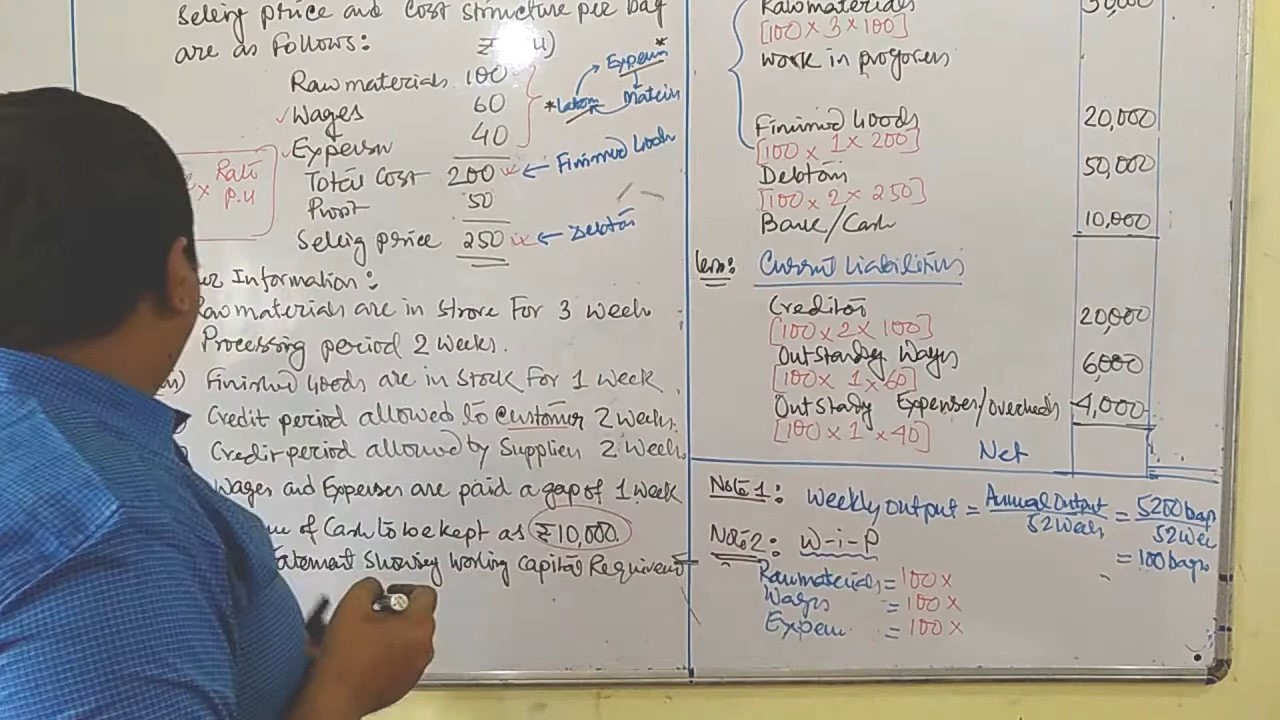 Selling price and Cost structure per bag
are as Follows:
₹
Raw materials 100
Wages 60
Expenses 40
Total Cost 200 ← Finished Goods
Profit 50
Selling price 250 ← Debtors
Rate
× P.U
* Expenses
* Labour
Materials
Information:
Raw materials are in store For 3 week
Processing period 2 weeks.
Finished Goods are in Stock For 1 week
Credit period allowed to Customer 2 weeks.
Credit period allowed by Supplier 2 Weeks
Wages and Expenses are paid a gap of 1 week
of Cash to be kept as ₹10,000
Statement Showing Working Capital Requirement
Raw materials 30,000
[100 × 3 × 100]
work in progress
Finished Goods 20,000
[100 × 1 × 200]
Debtors 50,000
[100 × 2 × 250]
Bank/Cash 10,000
Less: Current Liabilities
Creditors 20,000
[100 × 2 × 100]
Outstanding Wages 6,000
[100 × 1 × 60]
Outstady Expenses/overheads 4,000
[100 × 1 × 40]
Net
Note 1: Weekly output = Annual Output / 52 Weeks = 5200 bags / 52 Wee
= 100 bags
Note 2: W-i-P
Raw materials = 100 ×
Wages = 100 ×
Expen = 100 ×